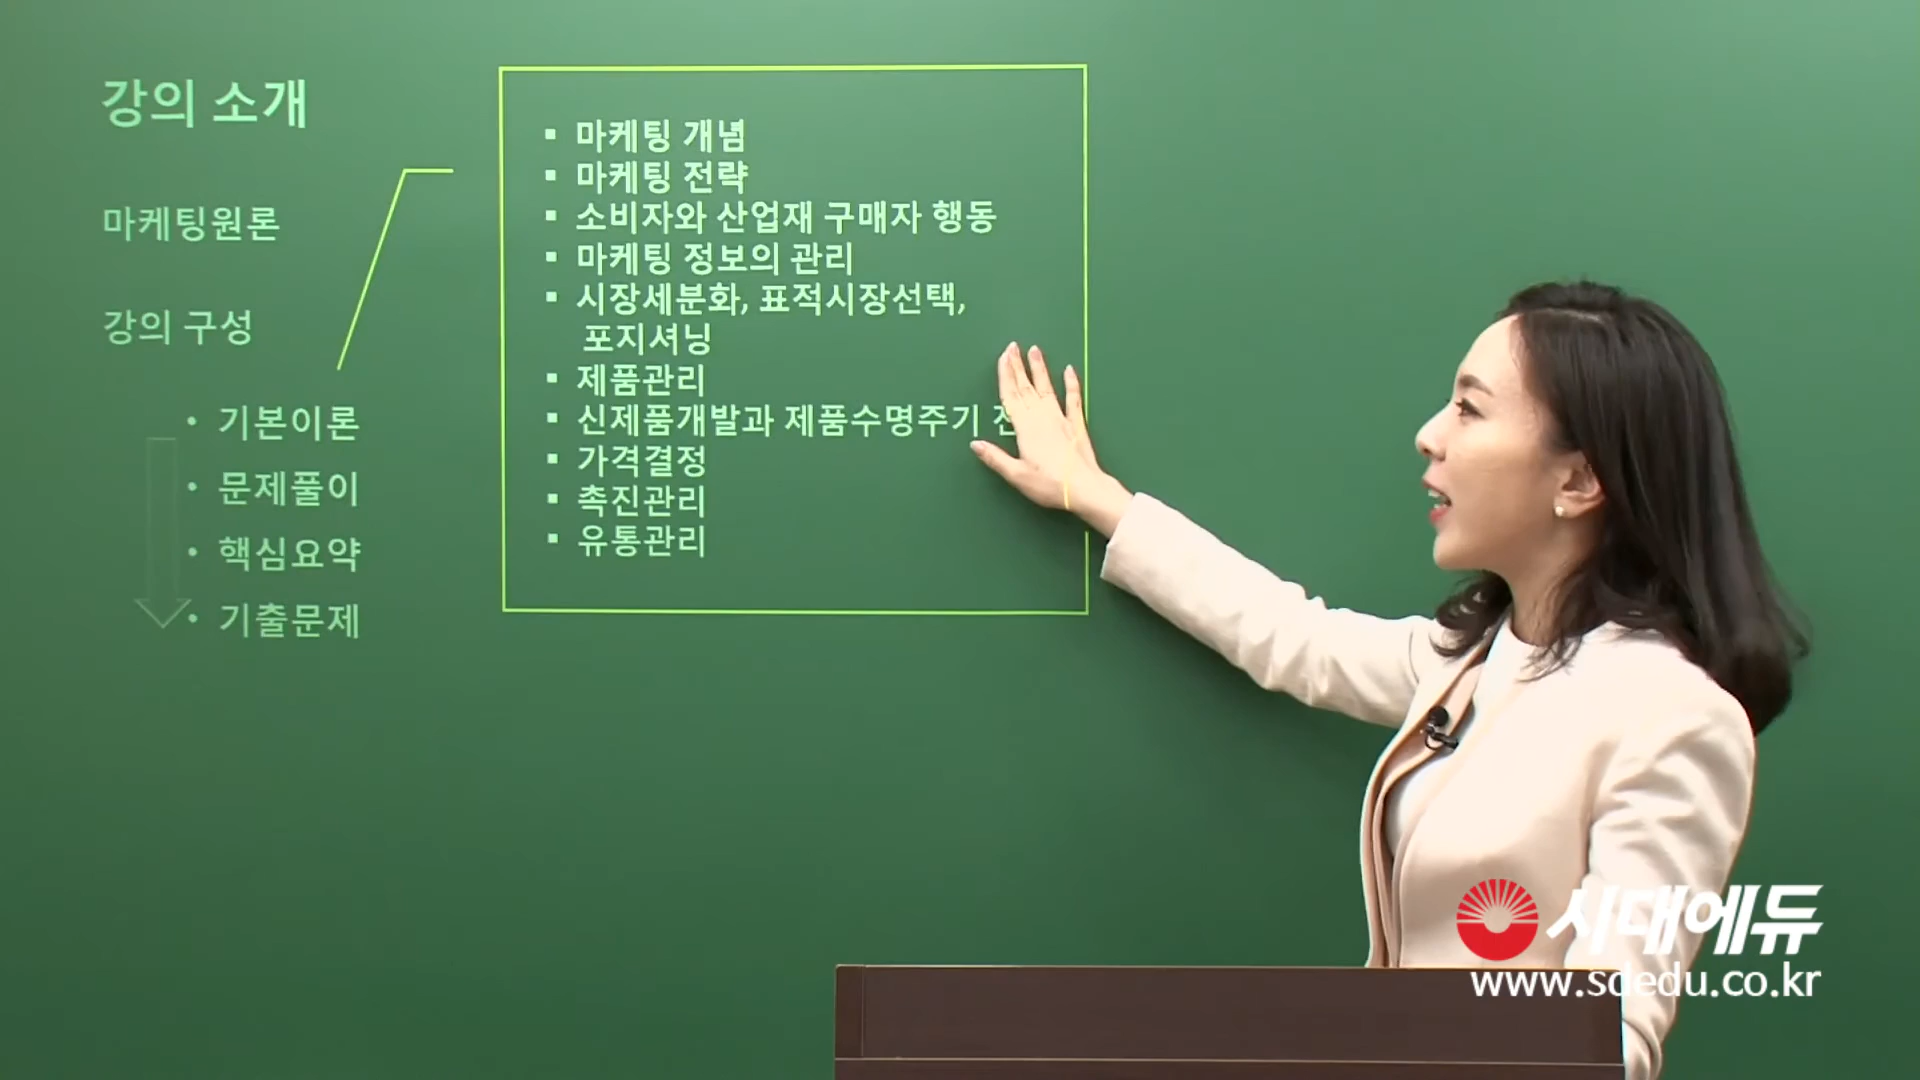 강의 소개
마케팅원론
강의 구성
• 기본이론
• 문제풀이
• 핵심요약
• 기출문제
▪ 마케팅 개념
▪ 마케팅 전략
▪ 소비자와 산업재 구매자 행동
▪ 마케팅 정보의 관리
▪ 시장세분화, 표적시장선택,
포지셔닝
▪ 제품관리
▪ 신제품개발과 제품수명주기
▪ 가격결정
▪ 촉진관리
▪ 유통관리
시대에듀
www.sdedu.co.kr